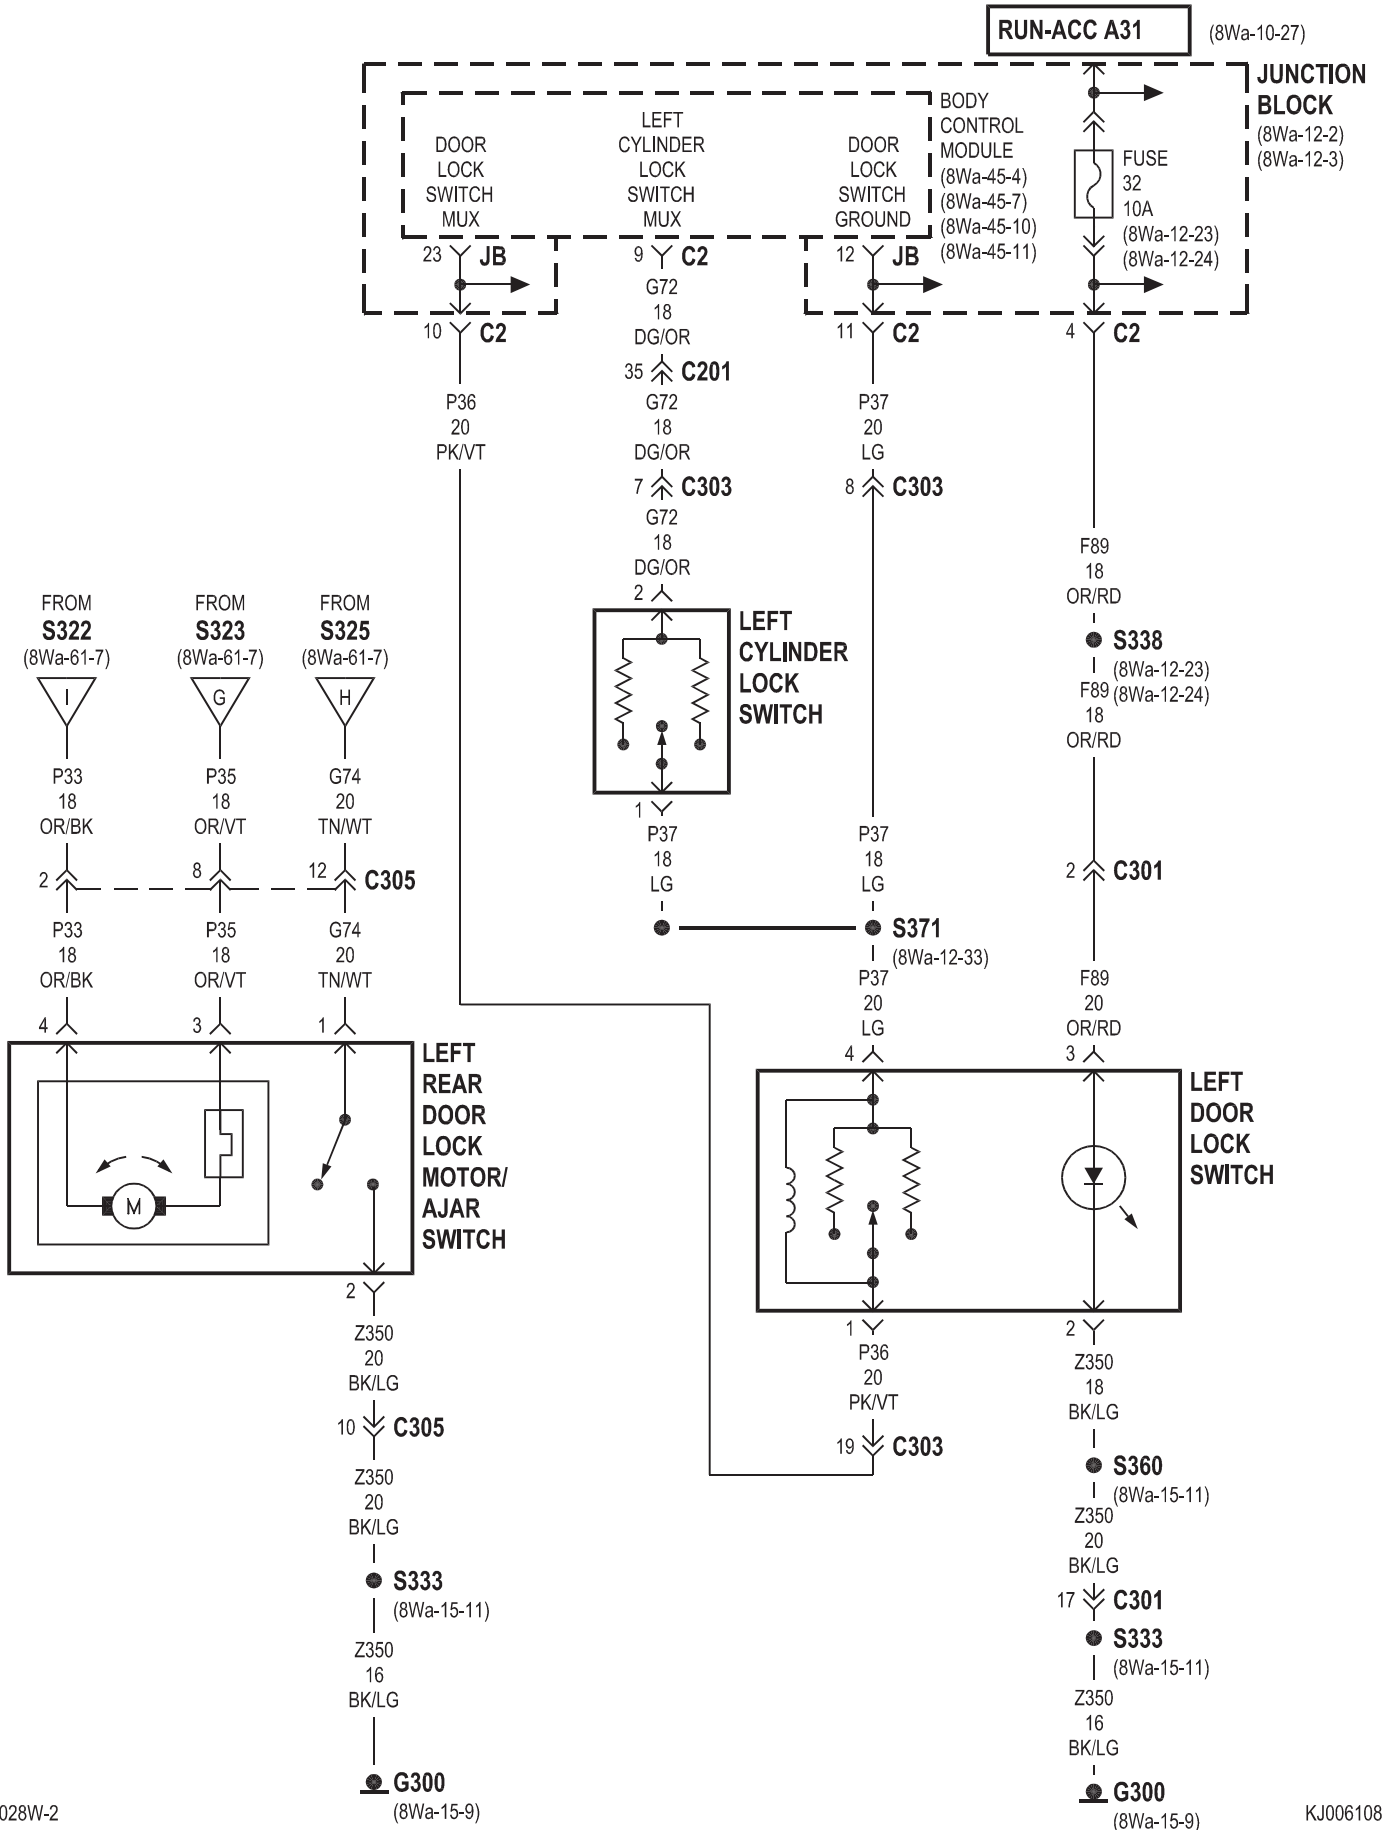 RUN-ACC A31
(8Wa-10-27)
JUNCTION
BLOCK
(8Wa-12-2)
(8Wa-12-3)
BODY
CONTROL
MODULE
(8Wa-45-4)
(8Wa-45-7)
(8Wa-45-10)
(8Wa-45-11)
DOOR
LOCK
SWITCH
MUX
LEFT
CYLINDER
LOCK
SWITCH
MUX
DOOR
LOCK
SWITCH
GROUND
FUSE
32
10A
(8Wa-12-23)
(8Wa-12-24)
23 JB
9 C2
12 JB
10 C2
11 C2
4 C2
G72
18
DG/OR
35 C201
P36
20
PK/VT
G72
18
DG/OR
P37
20
LG
7 C303
8 C303
G72
18
DG/OR
2
F89
18
OR/RD
S338
(8Wa-12-23)
(8Wa-12-24)
F89
18
OR/RD
LEFT
CYLINDER
LOCK
SWITCH
1
FROM
S322
(8Wa-61-7)
I
FROM
S323
(8Wa-61-7)
G
FROM
S325
(8Wa-61-7)
H
P33
18
OR/BK
P35
18
OR/VT
G74
20
TN/WT
2
8
12
C305
P37
18
LG
P37
18
LG
2 C301
S371
(8Wa-12-33)
P33
18
OR/BK
P35
18
OR/VT
G74
20
TN/WT
P37
20
LG
F89
20
OR/RD
4
3
1
4
3
LEFT
REAR
DOOR
LOCK
MOTOR/
AJAR
SWITCH
M
LEFT
DOOR
LOCK
SWITCH
2
1
2
Z350
20
BK/LG
P36
20
PK/VT
Z350
18
BK/LG
10 C305
19 C303
S360
(8Wa-15-11)
Z350
20
BK/LG
Z350
20
BK/LG
17 C301
S333
(8Wa-15-11)
S333
(8Wa-15-11)
Z350
16
BK/LG
Z350
16
BK/LG
G300
(8Wa-15-9)
G300
(8Wa-15-9)
028W-2
KJ006108